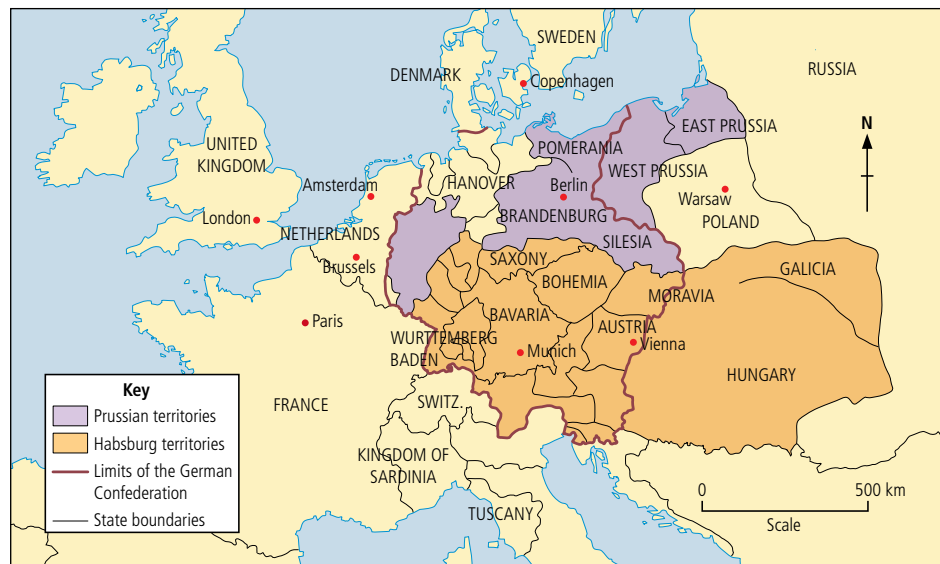 SWEDEN
DENMARK
RUSSIA
Copenhagen
EAST PRUSSIA
POMERANIA
UNITED
KINGDOM
WEST PRUSSIA
HANOVER
Berlin
Amsterdam
Warsaw
POLAND
London
BRANDENBURG
NETHERLANDS
SILESIA
Brussels
SAXONY
GALICIA
BOHEMIA
MORAVIA
BAVARIA
Paris
AUSTRIA
WURTTEMBERG
Vienna
BADEN
Munich
HUNGARY
SWITZ.
FRANCE
KINGDOM OF
SARDINIA
TUSCANY
N
0 500 km
Scale
Key
Prussian territories
Habsburg territories
Limits of the German
Confederation
State boundaries